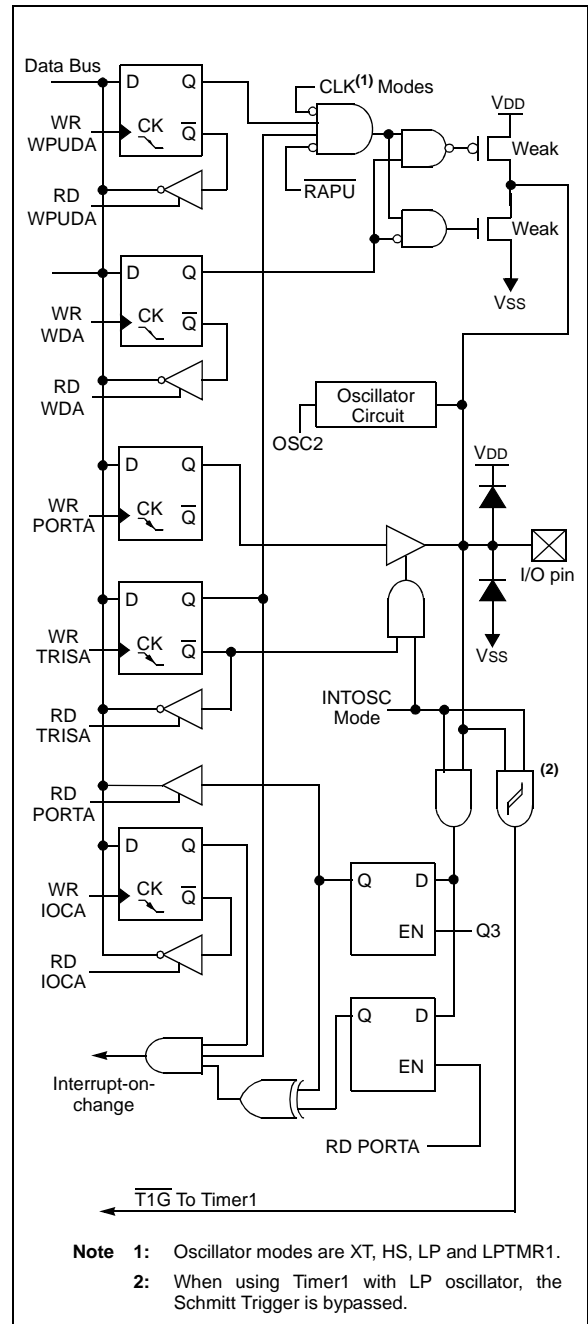 Data Bus
D Q
CLK(1) Modes
VDD
WR
WPUDA
CK Q
Weak
RD
WPUDA
RAPU
Weak
D Q
VSS
WR
WDA
CK Q
RD
WDA
Oscillator
Circuit
OSC2
D Q
VDD
WR
PORTA
CK Q
I/O pin
D Q
VSS
WR
TRISA
CK Q
INTOSC
Mode
RD
TRISA
(2)
RD
PORTA
D Q
Q D
WR
IOCA
CK Q
EN Q3
RD
IOCA
Q D
EN
Interrupt-on-
change
RD PORTA
T1G To Timer1
Note 1: Oscillator modes are XT, HS, LP and LPTMR1.
2: When using Timer1 with LP oscillator, the
Schmitt Trigger is bypassed.